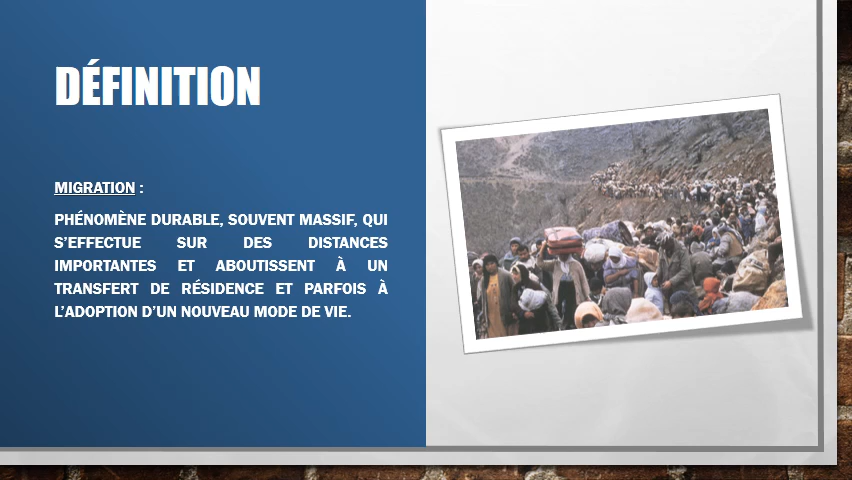 DÉFINITION
MIGRATION :
PHÉNOMÈNE DURABLE, SOUVENT MASSIF, QUI
S'EFFECTUE SUR DES DISTANCES
IMPORTANTES ET ABOUTISSENT À UN
TRANSFERT DE RÉSIDENCE ET PARFOIS À
L'ADOPTION D'UN NOUVEAU MODE DE VIE.